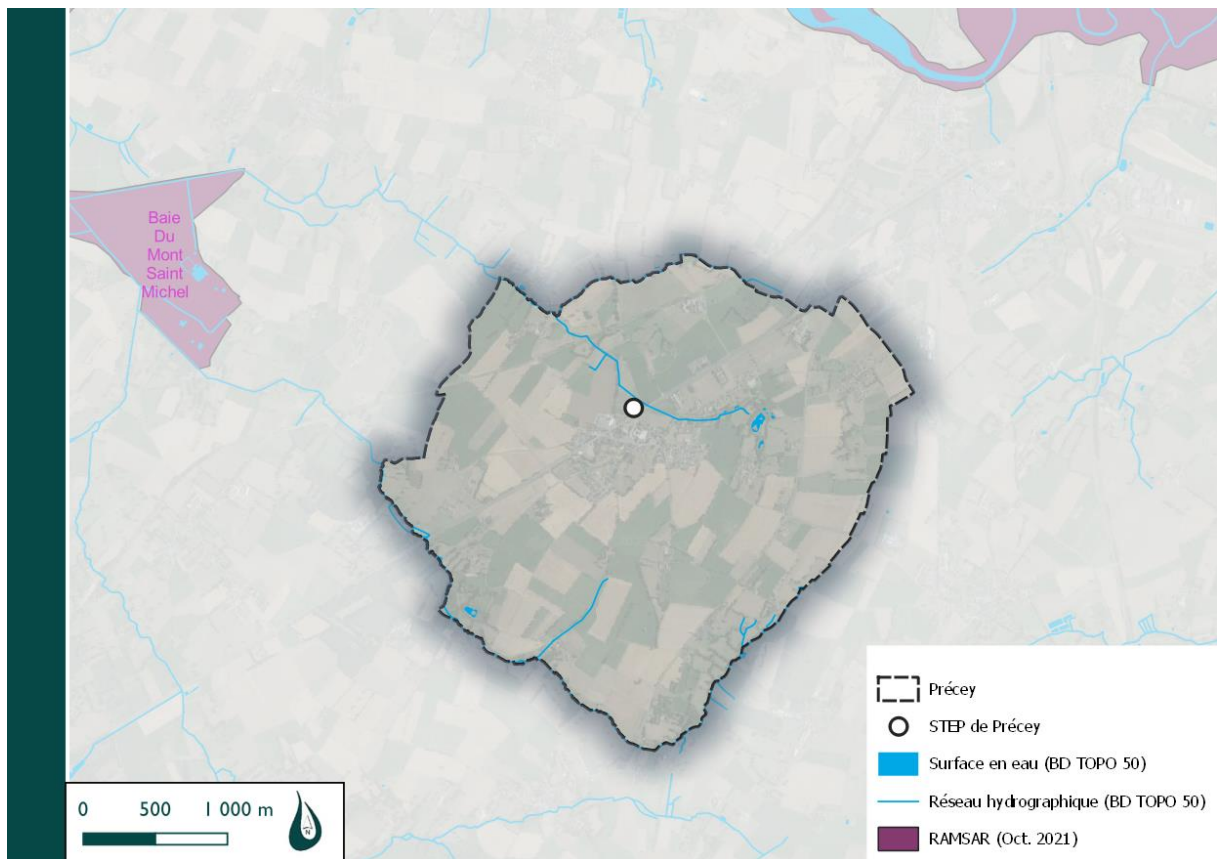 Baie
Du
Mont
Saint
Michel
Précey
STEP de Précey
Surface en eau (BD TOPO 50)
Réseau hydrographique (BD TOPO 50)
RAMSAR (Oct. 2021)
0 500 1 000 m
N